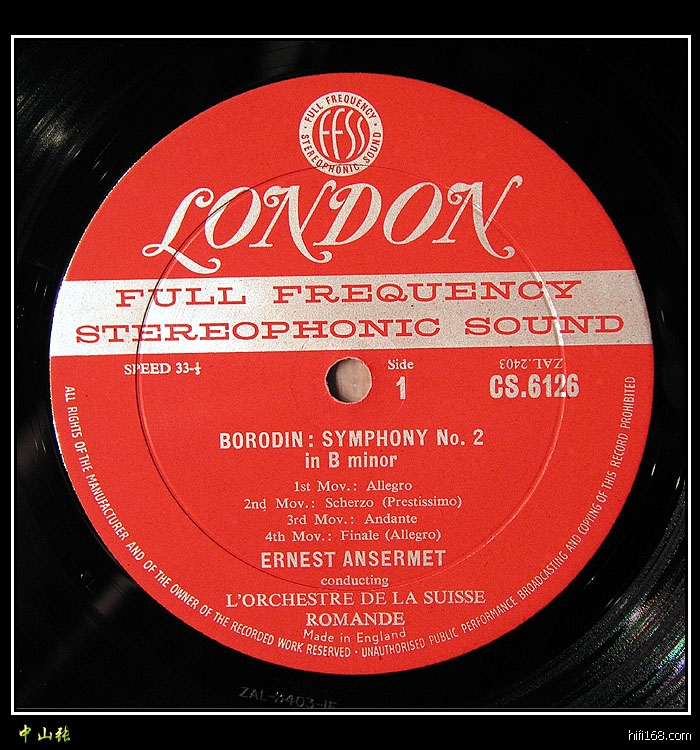 FULL FREQUENCY
FFSS
STEREOPHONIC SOUND
LONDON
FULL FREQUENCY
STEREOPHONIC SOUND
SPEED 33-⅓
Side
1
ZAL.2403
CS.6126
BORODIN: SYMPHONY No. 2
in B minor
1st Mov.: Allegro
2nd Mov.: Scherzo (Prestissimo)
3rd Mov.: Andante
4th Mov.: Finale (Allegro)
ERNEST ANSERMET
conducting
L'ORCHESTRE DE LA SUISSE
ROMANDE
Made in England
ALL RIGHTS OF THE MANUFACTURER AND OF THE OWNER OF THE RECORDED WORK RESERVED · UNAUTHORISED PUBLIC PERFORMANCE BROADCASTING AND COPYING OF THIS RECORD PROHIBITED
中山张
hifi168.com